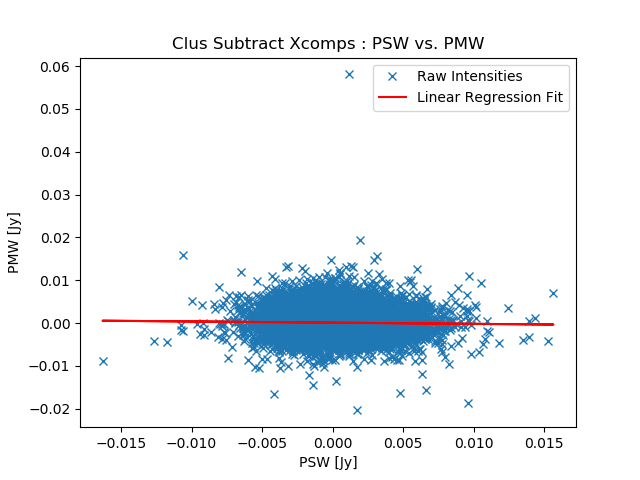 Clus Subtract Xcomps : PSW vs. PMW
Raw Intensities
Linear Regression Fit
PMW [Jy]
0.06
0.05
0.04
0.03
0.02
0.01
0.00
−0.01
−0.02
−0.015 −0.010 −0.005 0.000 0.005 0.010 0.015
PSW [Jy]